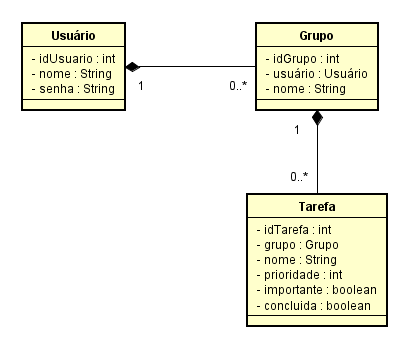 Usuário
- idUsuario : int
- nome : String
- senha : String
1
0..*
Grupo
- idGrupo : int
- usuário : Usuário
- nome : String
1
0..*
Tarefa
- idTarefa : int
- grupo : Grupo
- nome : String
- prioridade : int
- importante : boolean
- concluida : boolean